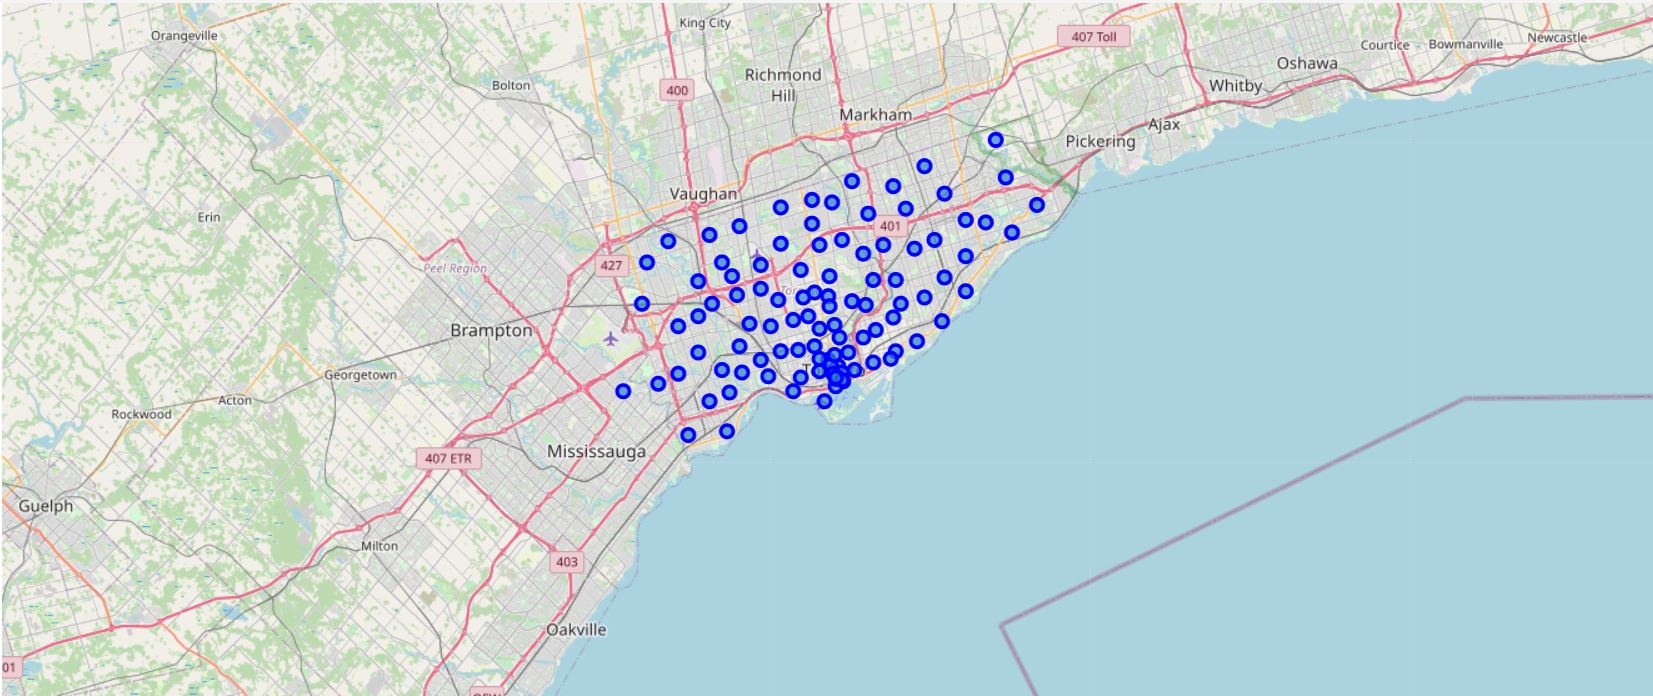 King City
Orangeville
407 Toll
Newcastle
Courtice
Bowmanville
Oshawa
Richmond
Hill
Bolton
400
Whitby
Markham
Ajax
Pickering
Vaughan
Erin
401
427
Peel Region
Brampton
Georgetown
Acton
Rockwood
Mississauga
407 ETR
Guelph
Milton
403
Oakville
01